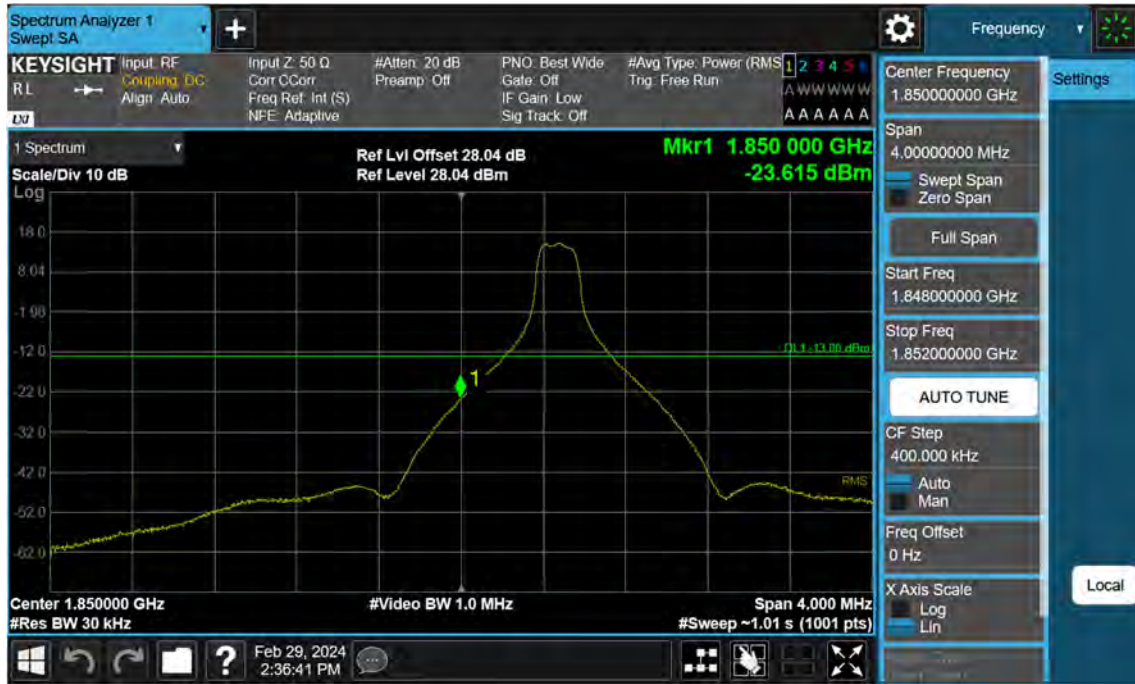 Spectrum Analyzer 1
Swept SA
Frequency
KEYSIGHT
RL
LXI
Input: RF
Coupling: DC
Align: Auto
Input Z: 50 Ω
Corr CCorr
Freq Ref: Int (S)
NFE: Adaptive
#Atten: 20 dB
Preamp: Off
PNO: Best Wide
Gate: Off
IF Gain: Low
Sig Track: Off
#Avg Type: Power (RMS
Trig: Free Run
1 2 3 4 5 6
A W W W W W
A A A A A A
1 Spectrum
Scale/Div 10 dB
Ref Lvl Offset 28.04 dB
Ref Level 28.04 dBm
Mkr1 1.850 000 GHz
-23.615 dBm
Log
18.0
8.04
-1.96
-12.0
-22.0
-32.0
-42.0
-52.0
-62.0
DL1 -13.00 dBm
1
RMS
Center 1.850000 GHz
#Res BW 30 kHz
#Video BW 1.0 MHz
Span 4.000 MHz
#Sweep ~1.01 s (1001 pts)
Feb 29, 2024
2:36:41 PM
Center Frequency
1.850000000 GHz
Span
4.00000000 MHz
Swept Span
Zero Span
Full Span
Start Freq
1.848000000 GHz
Stop Freq
1.852000000 GHz
AUTO TUNE
CF Step
400.000 kHz
Auto
Man
Freq Offset
0 Hz
X Axis Scale
Log
Lin
Settings
Local